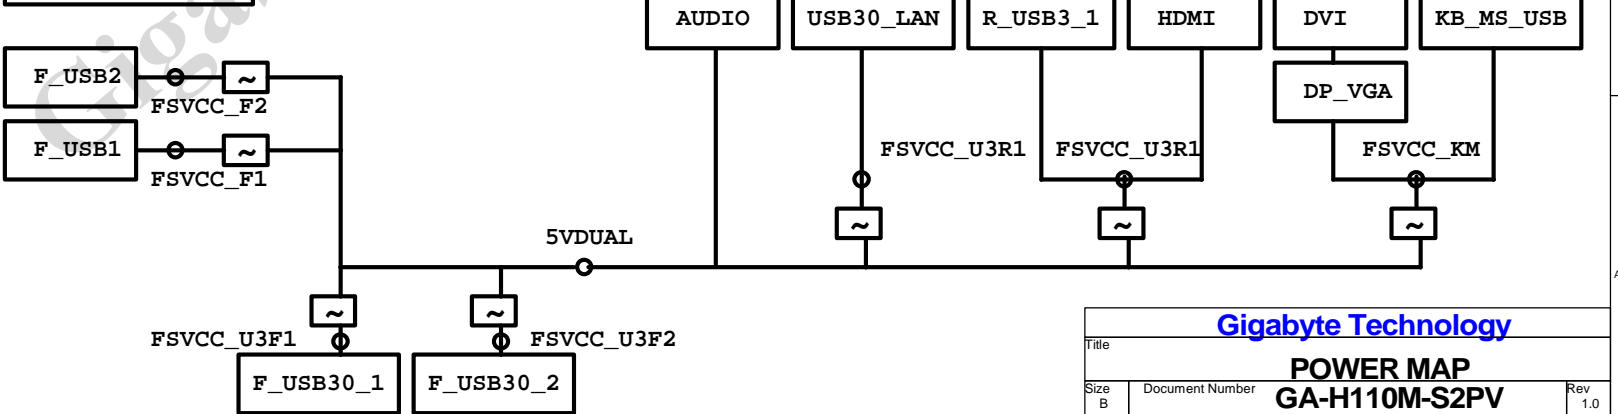 AUDIO
USB30_LAN
R_USB3_1
HDMI
DVI
KB_MS_USB
F_USB2
FSVCC_F2
DP_VGA
F_USB1
FSVCC_F1
FSVCC_U3R1
FSVCC_U3R1
FSVCC_KM
5VDUAL
FSVCC_U3F1
FSVCC_U3F2
F_USB30_1
F_USB30_2
Gigabyte Technology
Title
POWER MAP
Size
B
Document Number
GA-H110M-S2PV
Rev
1.0
A
Giga